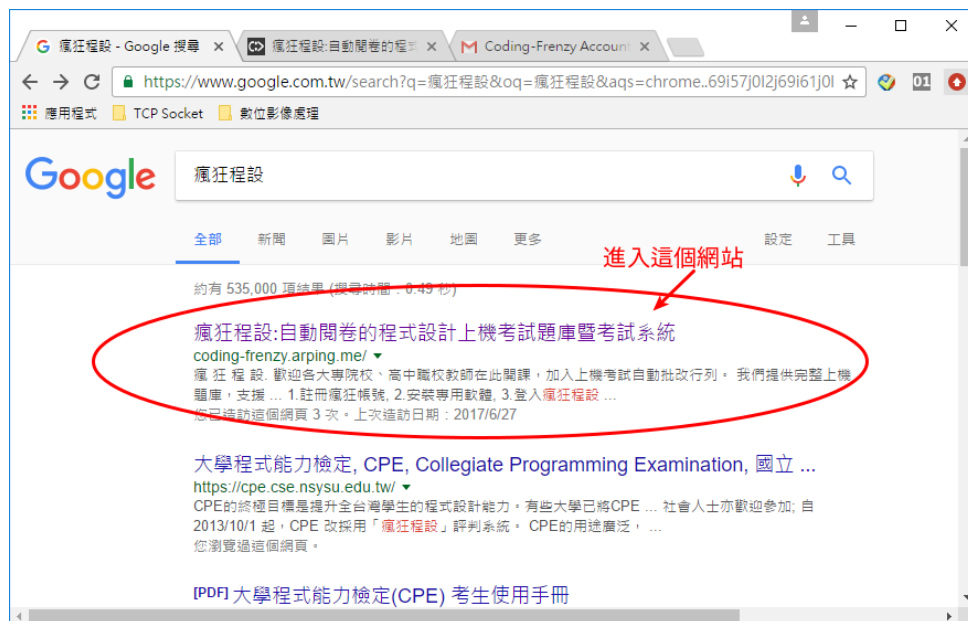 瘋狂程設 - Google 搜尋
瘋狂程設:自動閱卷的程
Coding-Frenzy Accoun
https://www.google.com.tw/search?q=瘋狂程設&oq=瘋狂程設&aqs=chrome..69i57j0l2j69i61j0l
01
應用程式 TCP Socket 數位影像處理
Google
瘋狂程設
全部 新聞 圖片 影片 地圖 更多 設定 工具
進入這個網站
約有 535,000 項結果 (搜尋時間:0.49 秒)
瘋狂程設:自動閱卷的程式設計上機考試題庫暨考試系統
coding-frenzy.arping.me/
瘋 狂 程 設. 歡迎各大專院校、高中職校教師在此開課,加入上機考試自動批改行列。 我們提供完整上機
題庫,支援 ... 1.註冊瘋狂帳號, 2.安裝專用軟體, 3.登入瘋狂程設 ...
您已造訪這個網頁 3 次。上次造訪日期:2017/6/27
大學程式能力檢定, CPE, Collegiate Programming Examination, 國立 ...
https://cpe.cse.nsysu.edu.tw/
CPE的終極目標是提升全台灣學生的程式設計能力。有些大學已將CPE ... 社會人士亦歡迎參加; 自
2013/10/1 起,CPE 改採用「瘋狂程設」評判系統。 CPE的用途廣泛, ...
您瀏覽過這個網頁。
[PDF] 大學程式能力檢定(CPE) 考生使用手冊